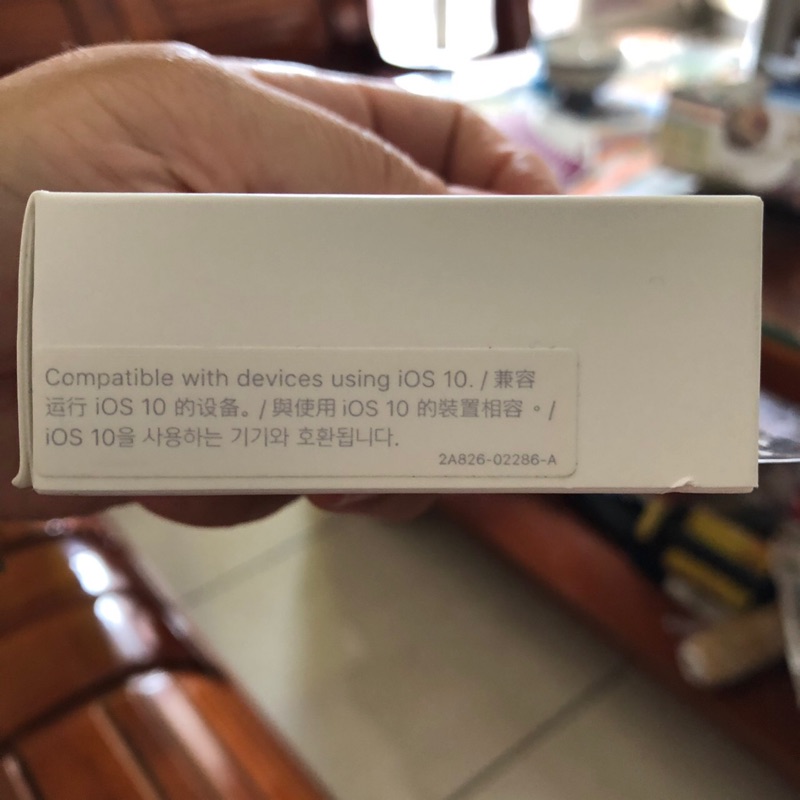 Compatible with devices using iOS 10. / 兼容
运行 iOS 10 的设备。/ 與使用 iOS 10 的裝置相容。/
iOS 10을 사용하는 기기와 호환됩니다.
2A826-02286-A